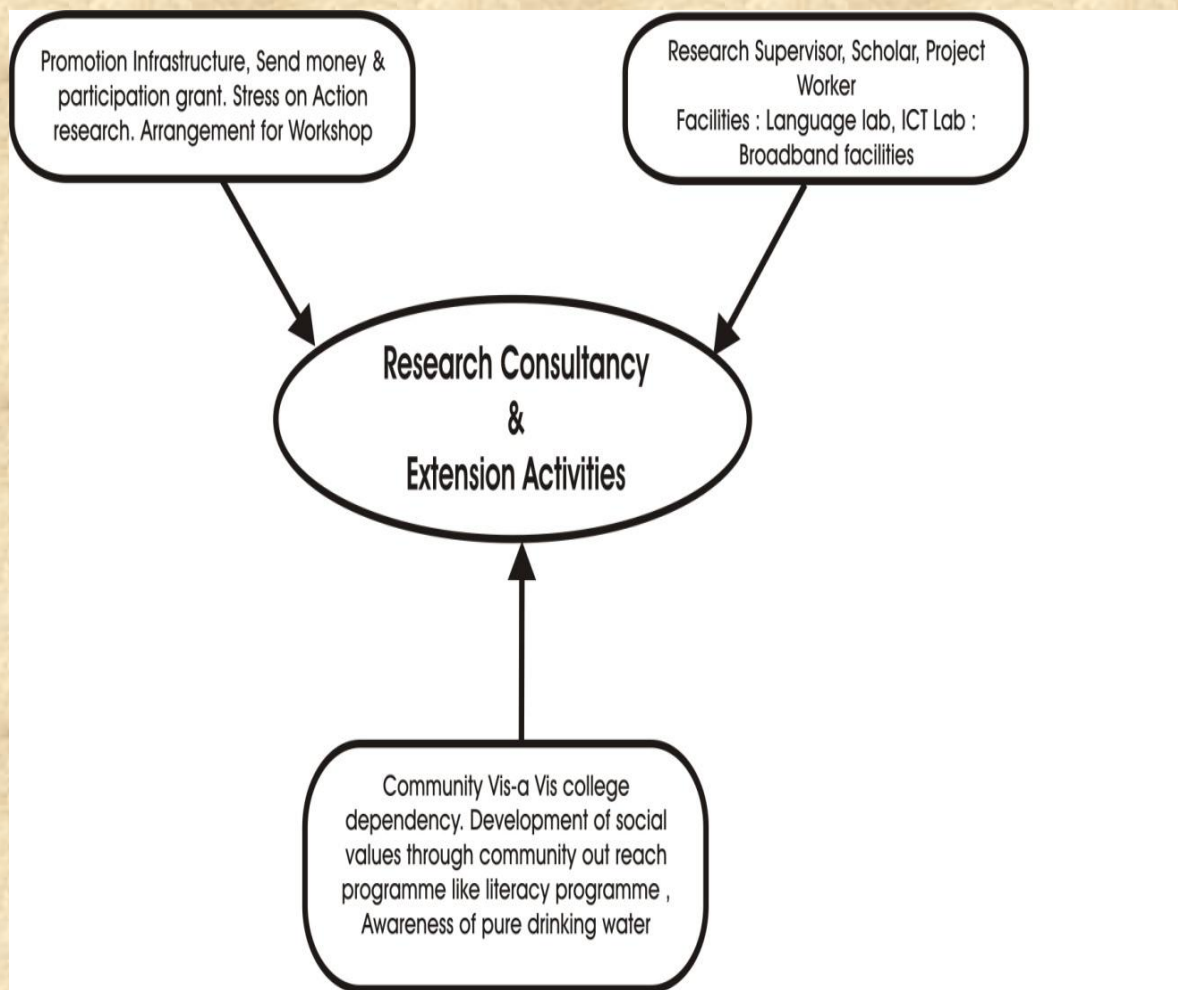 Promotion Infrastructure, Send money &
participation grant. Stress on Action
research. Arrangement for Workshop
Research Supervisor, Scholar, Project
Worker
Facilities : Language lab, ICT Lab :
Broadband facilities
Research Consultancy
&
Extension Activities
Community Vis-a Vis college
dependency. Development of social
values through community out reach
programme like literacy programme ,
Awareness of pure drinking water